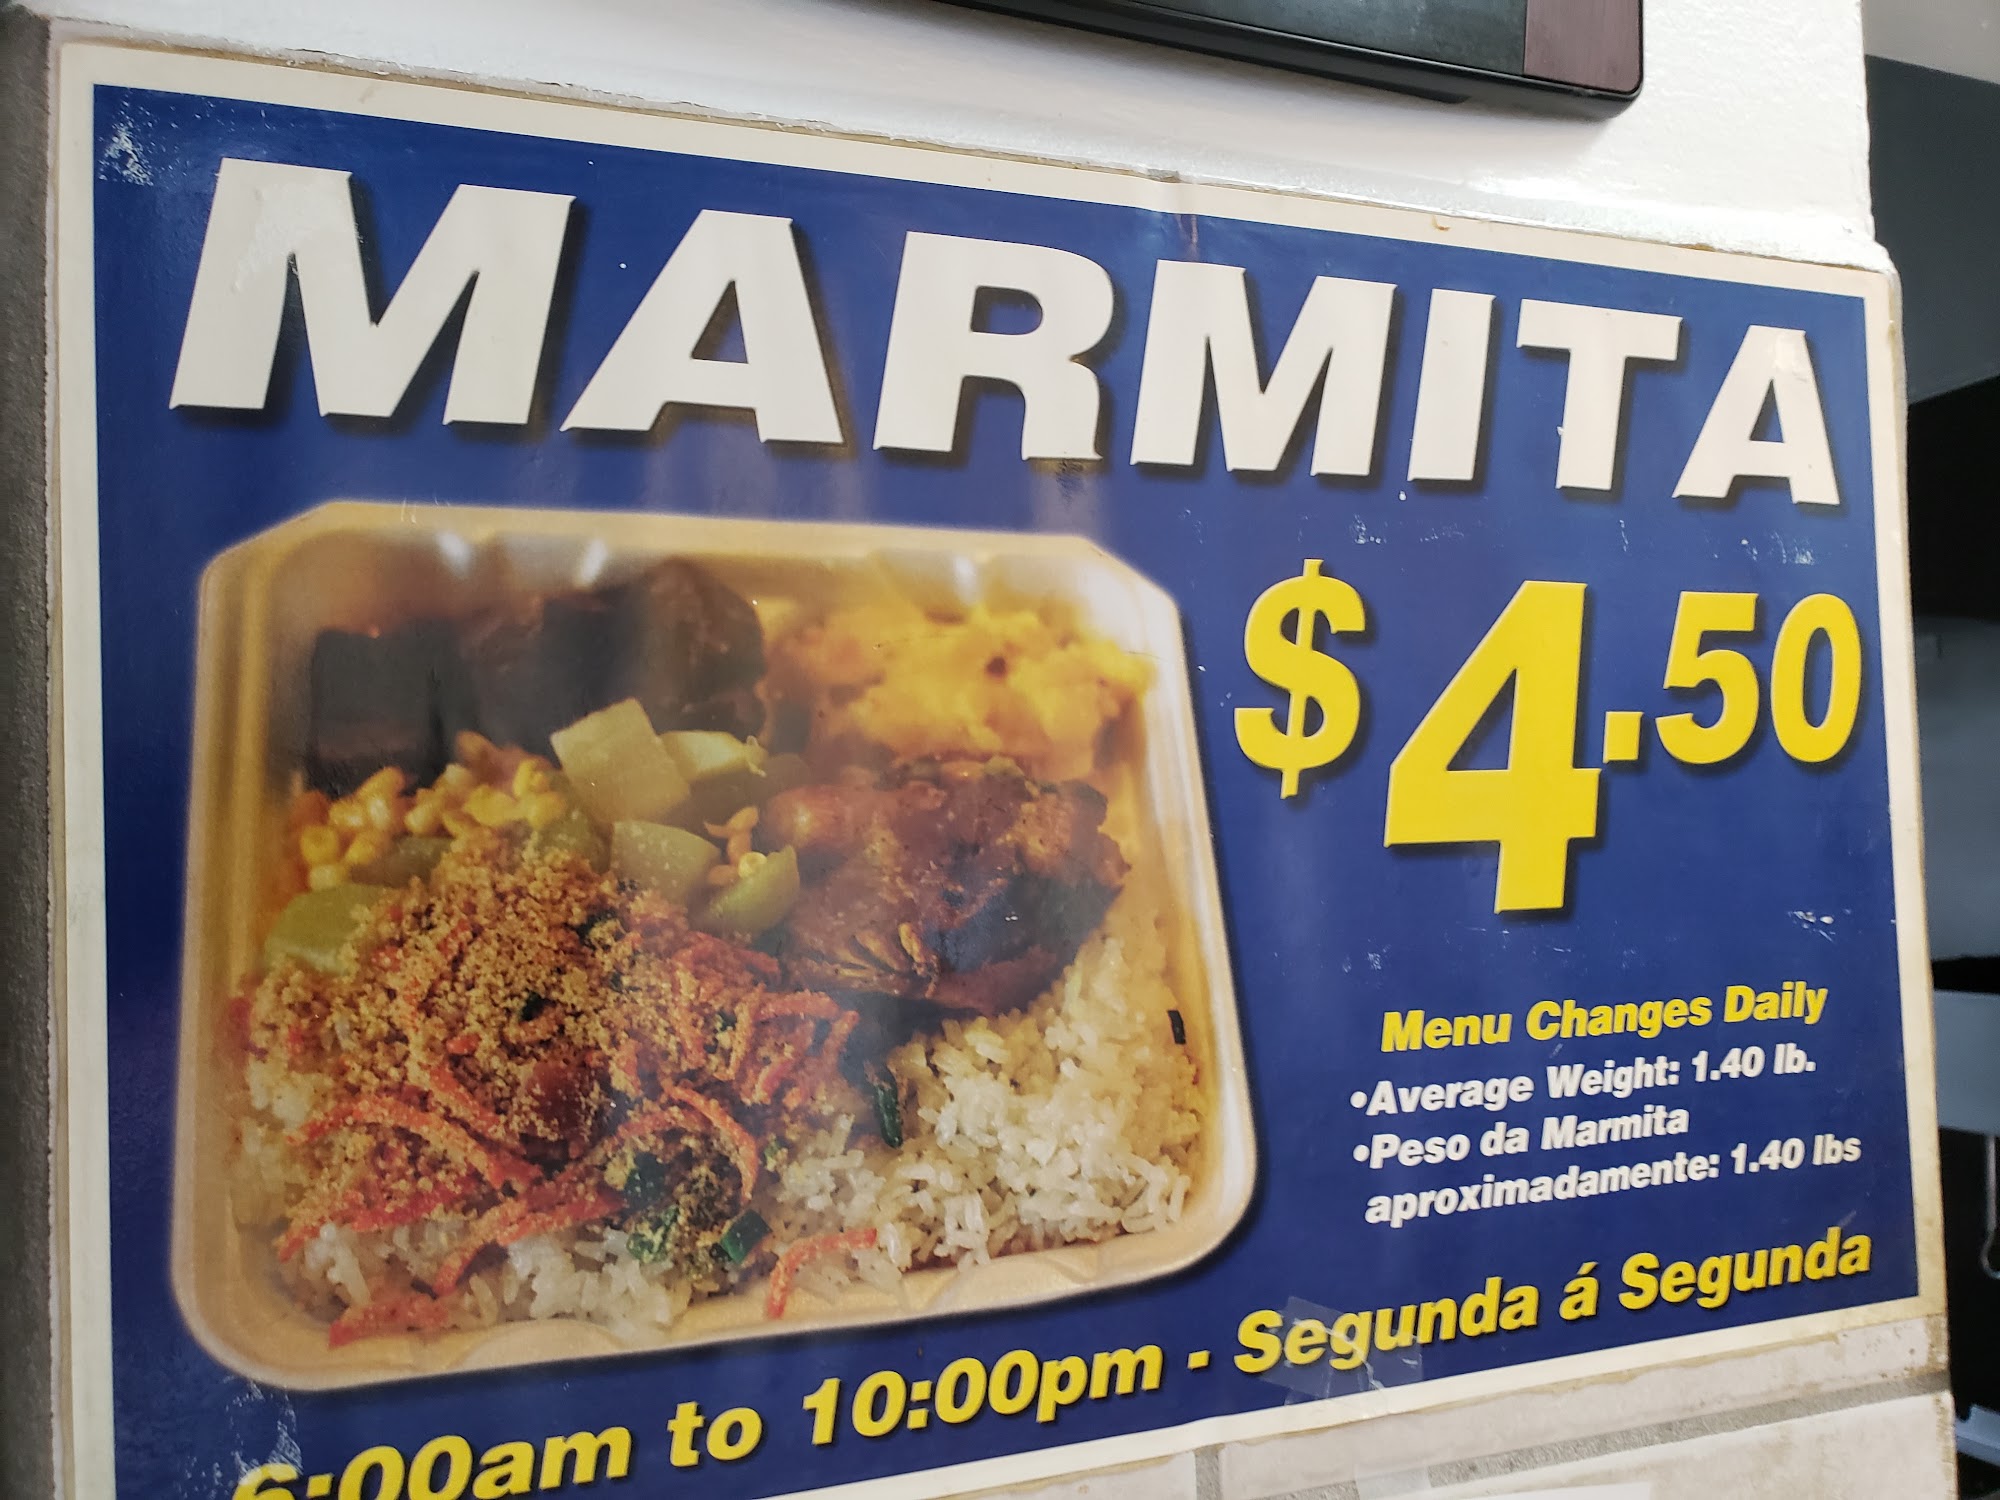 MARMITA
$4.50
Menu Changes Daily
•Average Weight: 1.40 lb.
•Peso da Marmita
aproximadamente: 1.40 lbs
6:00am to 10:00pm - Segunda á Segunda